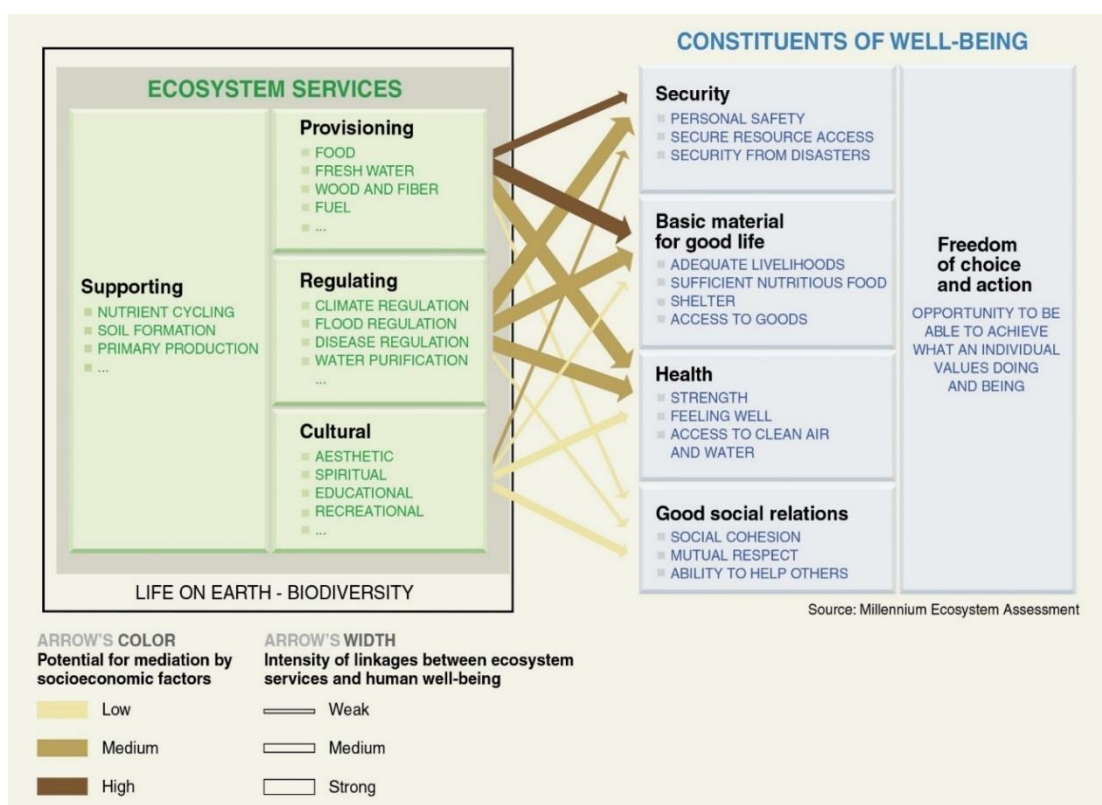 CONSTITUENTS OF WELL-BEING
ECOSYSTEM SERVICES
Supporting
NUTRIENT CYCLING
SOIL FORMATION
PRIMARY PRODUCTION
...
Provisioning
FOOD
FRESH WATER
WOOD AND FIBER
FUEL
...
Regulating
CLIMATE REGULATION
FLOOD REGULATION
DISEASE REGULATION
WATER PURIFICATION
...
Cultural
AESTHETIC
SPIRITUAL
EDUCATIONAL
RECREATIONAL
...
LIFE ON EARTH - BIODIVERSITY
Security
PERSONAL SAFETY
SECURE RESOURCE ACCESS
SECURITY FROM DISASTERS
Basic material
for good life
ADEQUATE LIVELIHOODS
SUFFICIENT NUTRITIOUS FOOD
SHELTER
ACCESS TO GOODS
Health
STRENGTH
FEELING WELL
ACCESS TO CLEAN AIR
AND WATER
Good social relations
SOCIAL COHESION
MUTUAL RESPECT
ABILITY TO HELP OTHERS
Freedom
of choice
and action
OPPORTUNITY TO BE
ABLE TO ACHIEVE
WHAT AN INDIVIDUAL
VALUES DOING
AND BEING
Source: Millennium Ecosystem Assessment
ARROW'S COLOR
Potential for mediation by
socioeconomic factors
Low
Medium
High
ARROW'S WIDTH
Intensity of linkages between ecosystem
services and human well-being
Weak
Medium
Strong